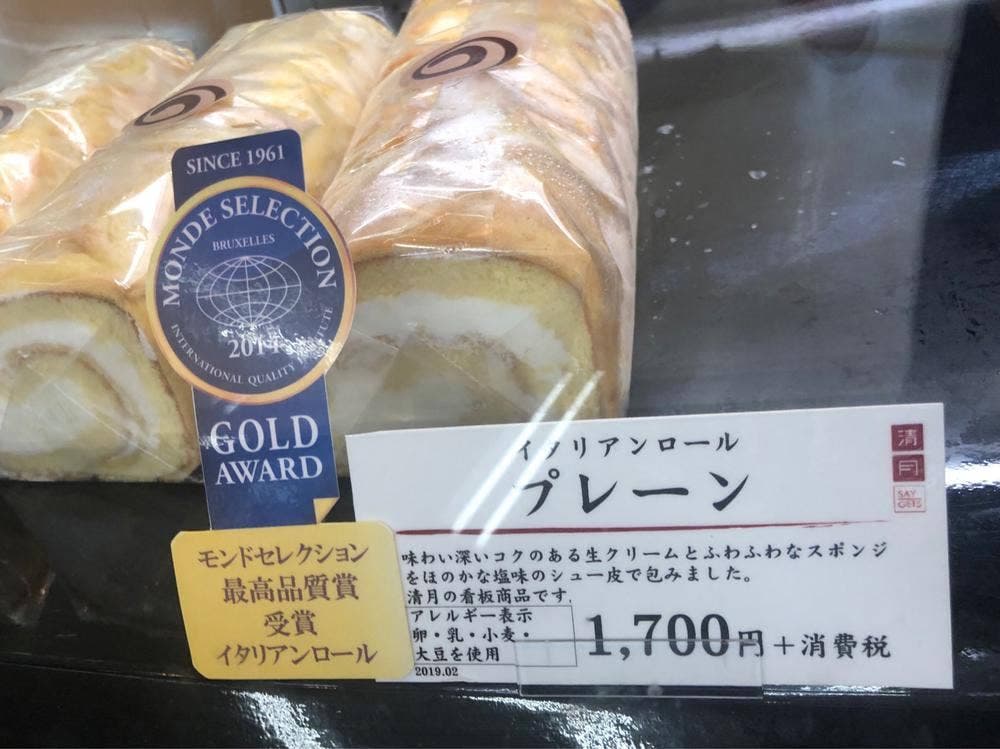 SINCE 1961
MONDE SELECTION
BRUXELLES
INTERNATIONAL QUALITY INSTITUTE
GOLD
AWARD
モンドセレクション
最高品質賞
受賞
イタリアンロール
イタリアンロール
プレーン
清
月
SAY
GETS
味わい深いコクのある生クリームとふわふわなスポンジ
をほのかな塩味のシュー皮で包みました。
清月の看板商品です。
アレルギー表示
卵・乳・小麦・
大豆を使用
1,700円+消費税
2019.02